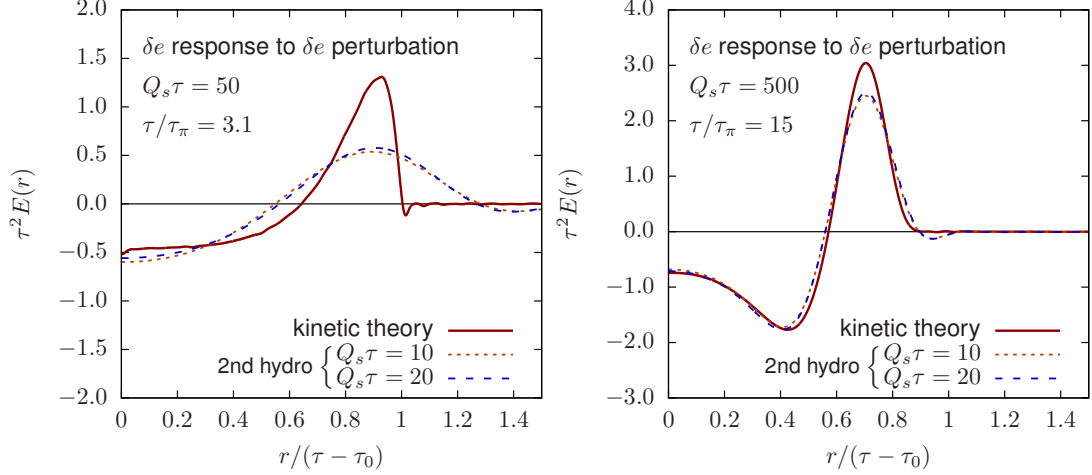 δe response to δe perturbation
Q_sτ = 50
τ/τ_π = 3.1
τ²E(r)
2.0
1.5
1.0
0.5
0.0
−0.5
−1.0
−1.5
−2.0
kinetic theory
2nd hydro { Q_sτ = 10
Q_sτ = 20
0 0.2 0.4 0.6 0.8 1 1.2 1.4
r/(τ − τ₀)
δe response to δe perturbation
Q_sτ = 500
τ/τ_π = 15
τ²E(r)
4.0
3.0
2.0
1.0
0.0
−1.0
−2.0
−3.0
kinetic theory
2nd hydro { Q_sτ = 10
Q_sτ = 20
0 0.2 0.4 0.6 0.8 1 1.2 1.4
r/(τ − τ₀)